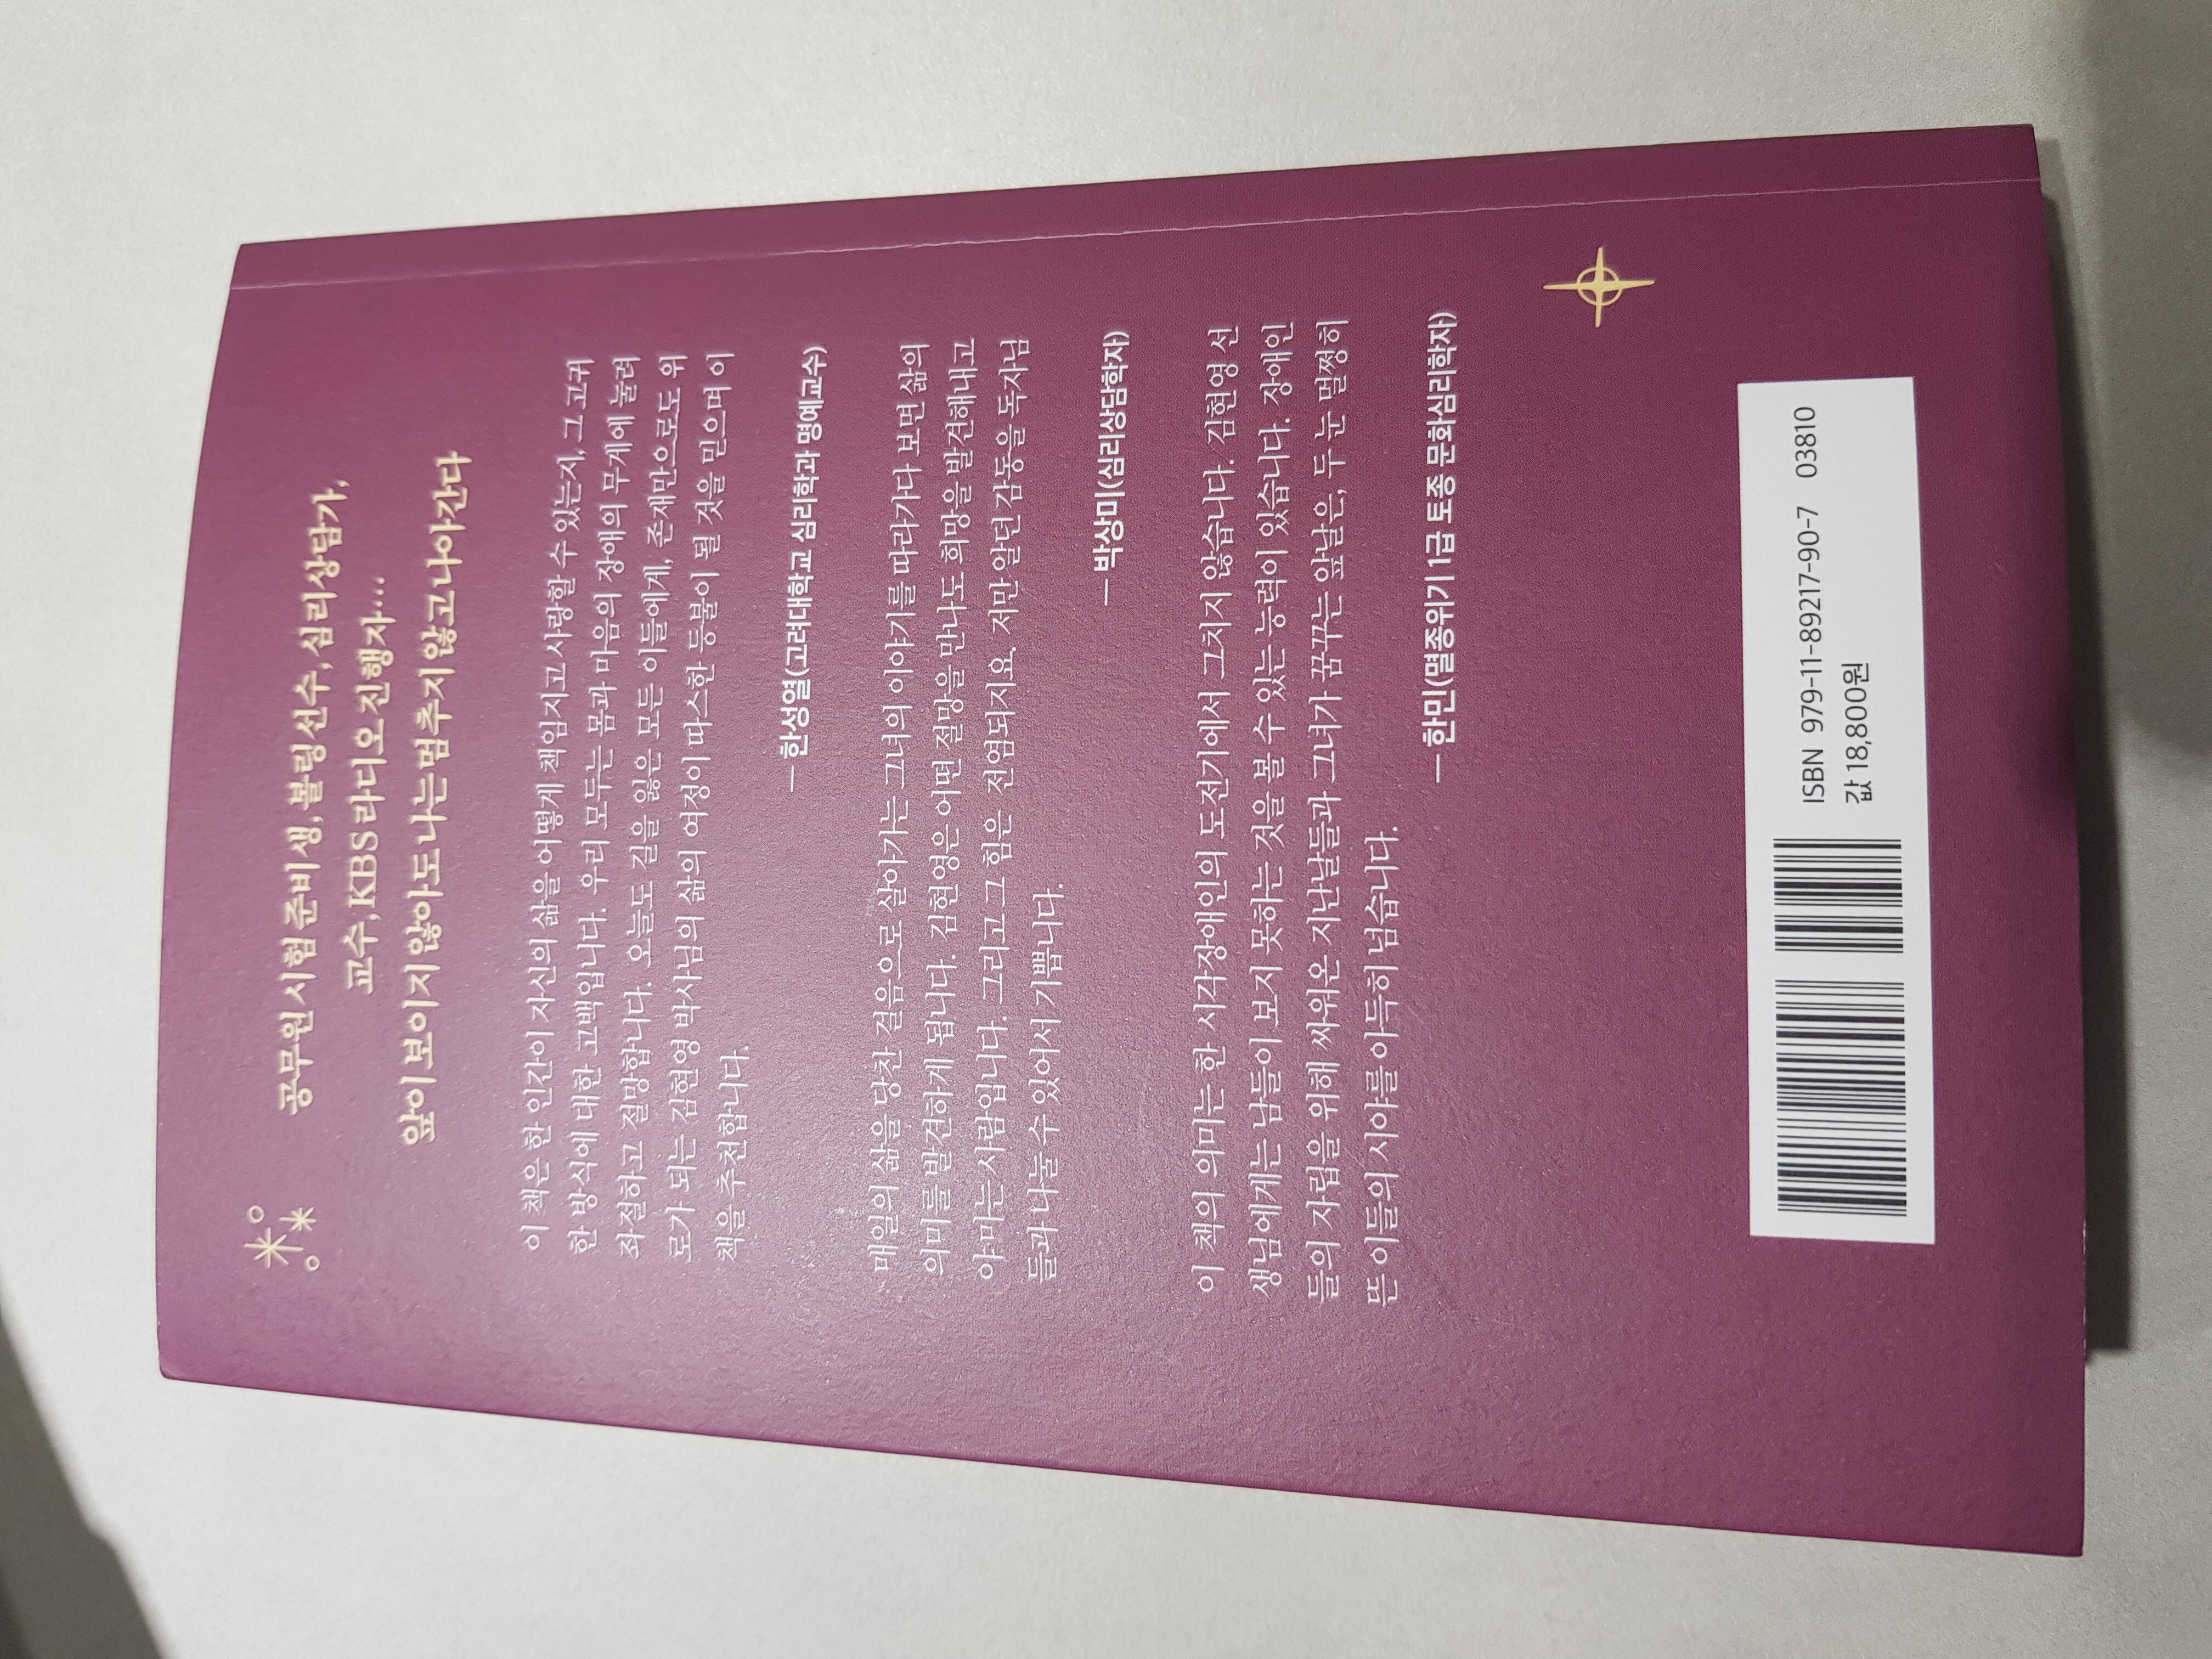 공무원 시험 준비생, 볼링 선수, 심리상담가,
교수, KBS 라디오 진행자…
앞이 보이지 않아도 나는 멈추지 않고 나아간다
이 책은 한 인간이 자신의 삶을 어떻게 책임지고 사랑할 수 있는지, 그 고귀
한 방식에 대한 고백입니다. 우리 모두는 몸과 마음의 장애의 무게에 눌려
좌절하고 절망합니다. 오늘도 길을 잃은 모든 이들에게, 존재만으로도 위
로가 되는 김현영 박사님의 삶의 여정이 따스한 등불이 될 것을 믿으며 이
책을 추천합니다.
— 한성열(고려대학교 심리학과 명예교수)
매일의 삶을 당찬 걸음으로 살아가는 그녀의 이야기를 따라가다 보면 삶의
의미를 발견하게 됩니다. 김현영은 어떤 절망을 만나도 희망을 발견해내고
야 마는 사람입니다. 그리고 그 힘은 전염되지요. 저만 알던 감동을 독자님
들과 나눌 수 있어서 기쁩니다.
— 박상미(심리상담학자)
이 책의 의미는 한 시각장애인의 도전기에서 그치지 않습니다. 김현영 선
생님에게는 남들이 보지 못하는 것을 볼 수 있는 능력이 있습니다. 장애인
들의 자립을 위해 싸워온 지난날들과 그녀가 꿈꾸는 앞날은, 두 눈 멀쩡히
뜬 이들의 시야를 아득히 넘습니다.
— 한민(멸종위기 1급 토종 문화심리학자)
ISBN 979-11-89217-90-7 03810
값 18,800원